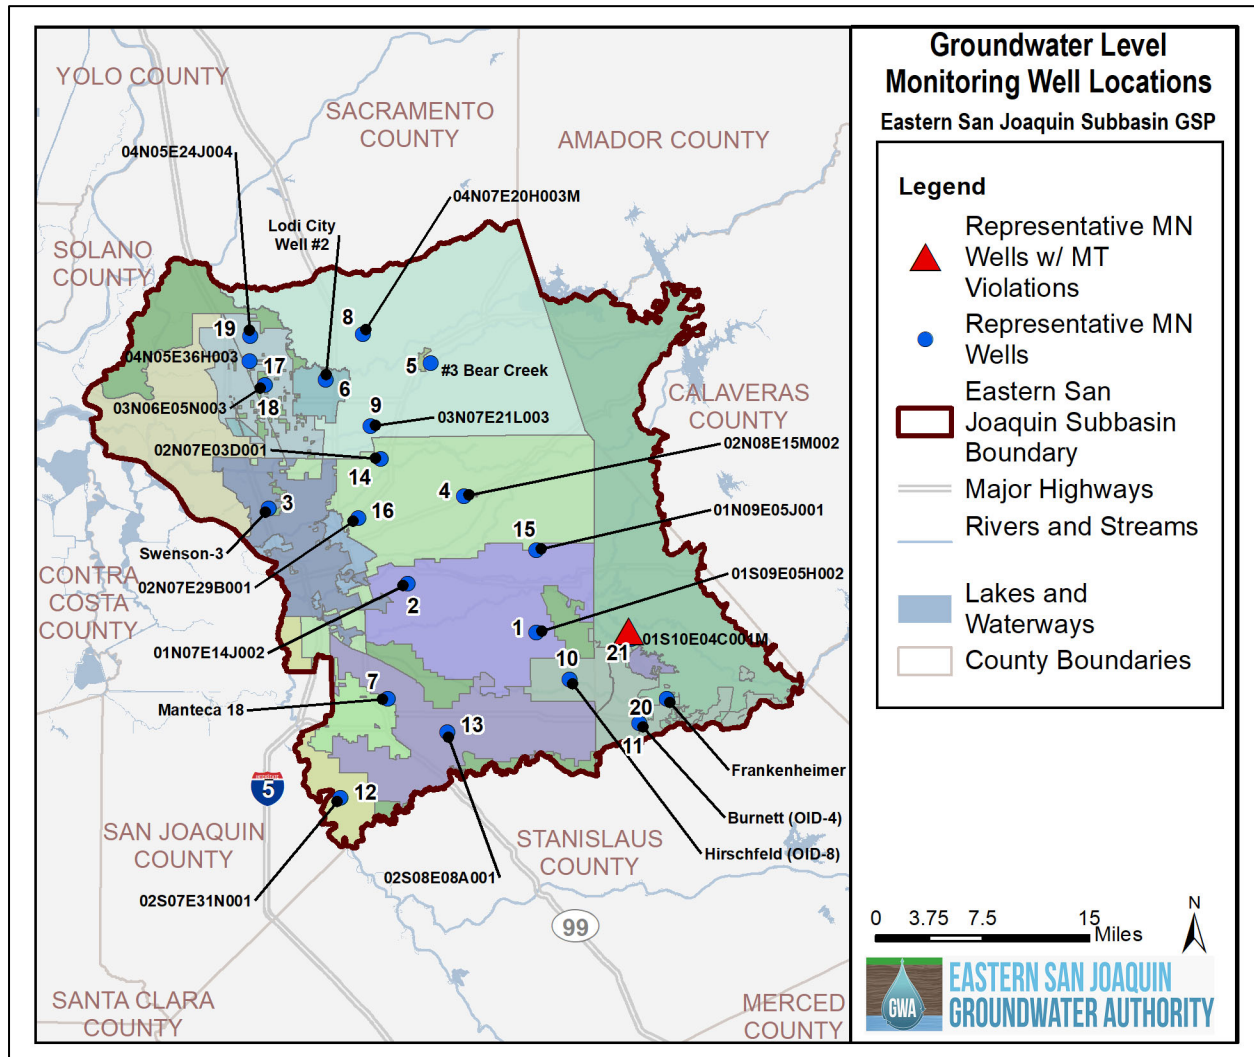 Groundwater Level
Monitoring Well Locations
Eastern San Joaquin Subbasin GSP
Legend
Representative MN
Wells w/ MT
Violations
Representative MN
Wells
Eastern San
Joaquin Subbasin
Boundary
Major Highways
Rivers and Streams
Lakes and
Waterways
County Boundaries
0 3.75 7.5 15
Miles
N
GWA
EASTERN SAN JOAQUIN
GROUNDWATER AUTHORITY
YOLO COUNTY
SACRAMENTO
COUNTY
AMADOR COUNTY
04N05E24J004
04N07E20H003M
Lodi City
Well #2
SOLANO
COUNTY
19
8
04N05E36H003
17
5
#3 Bear Creek
6
CALAVERAS
COUNTY
03N06E05N003
18
9
03N07E21L003
02N07E03D001
02N08E15M002
14
4
3
16
01N09E05J001
15
Swenson-3
CONTRA
COSTA
COUNTY
02N07E29B001
01S09E05H002
2
1
01S10E04C001M
01N07E14J002
21
10
7
Manteca 18
13
20
11
Frankenheimer
5
12
Burnett (OID-4)
SAN JOAQUIN
COUNTY
STANISLAUS
COUNTY
Hirschfeld (OID-8)
02S08E08A001
02S07E31N001
99
SANTA CLARA
COUNTY
MERCED
COUNTY